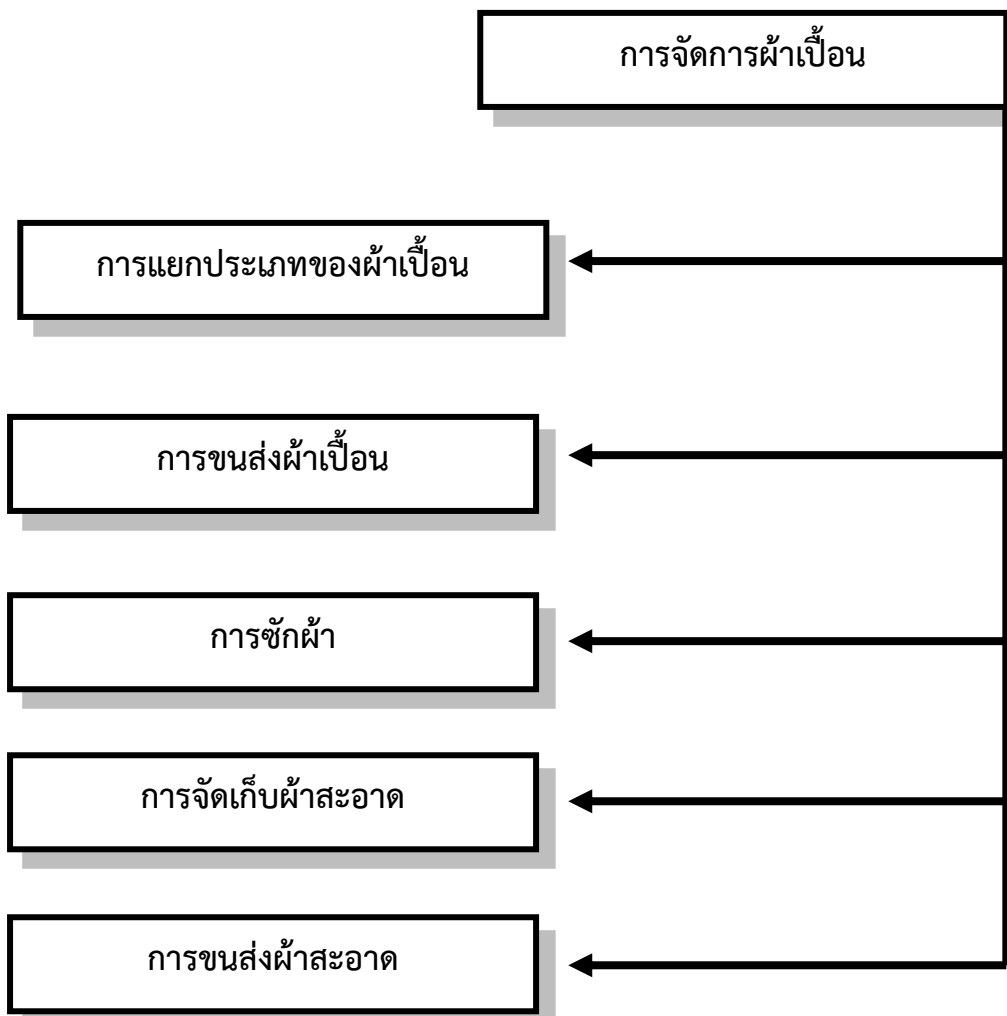 การจัดการผ้าเปื้อน
การแยกประเภทของผ้าเปื้อน
การขนส่งผ้าเปื้อน
การซักผ้า
การจัดเก็บผ้าสะอาด
การขนส่งผ้าสะอาด